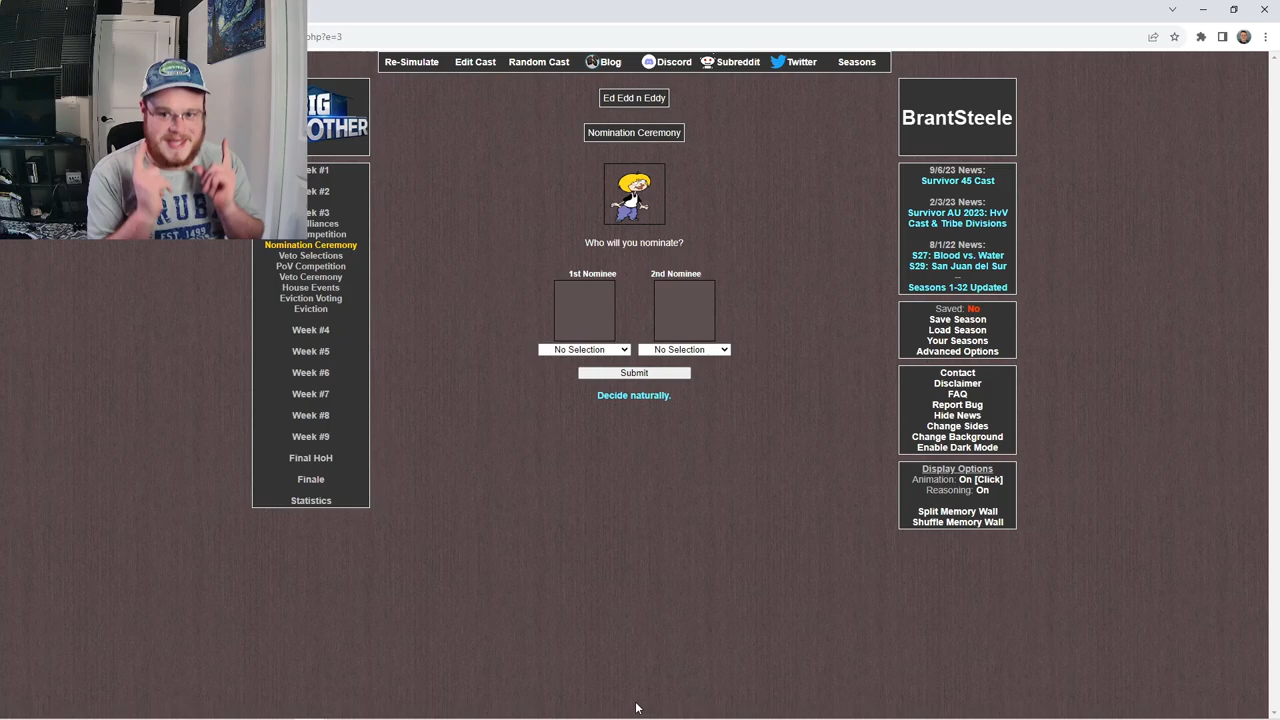 .php?e=3
Re-Simulate Edit Cast Random Cast Blog Discord Subreddit Twitter Seasons
Ed Edd n Eddy
Nomination Ceremony
Who will you nominate?
1st Nominee 2nd Nominee
No Selection No Selection
Submit
Decide naturally.
RUB
EST. 1499
Week #3
Nomination Ceremony
Veto Selections
PoV Competition
Veto Ceremony
House Events
Eviction Voting
Eviction
Week #4
Week #5
Week #6
Week #7
Week #8
Week #9
Final HoH
Finale
Statistics
BrantSteele
9/6/23 News:
Survivor 45 Cast
2/3/23 News:
Survivor AU 2023: HvV
Cast & Tribe Divisions
8/1/22 News:
S27: Blood vs. Water
S29: San Juan del Sur
...
Seasons 1-32 Updated
Saved: No
Save Season
Load Season
Your Seasons
Advanced Options
Contact
Disclaimer
FAQ
Report Bug
Hide News
Change Sides
Change Background
Enable Dark Mode
Display Options
Animation: On [Click]
Reasoning: On
Split Memory Wall
Shuffle Memory Wall